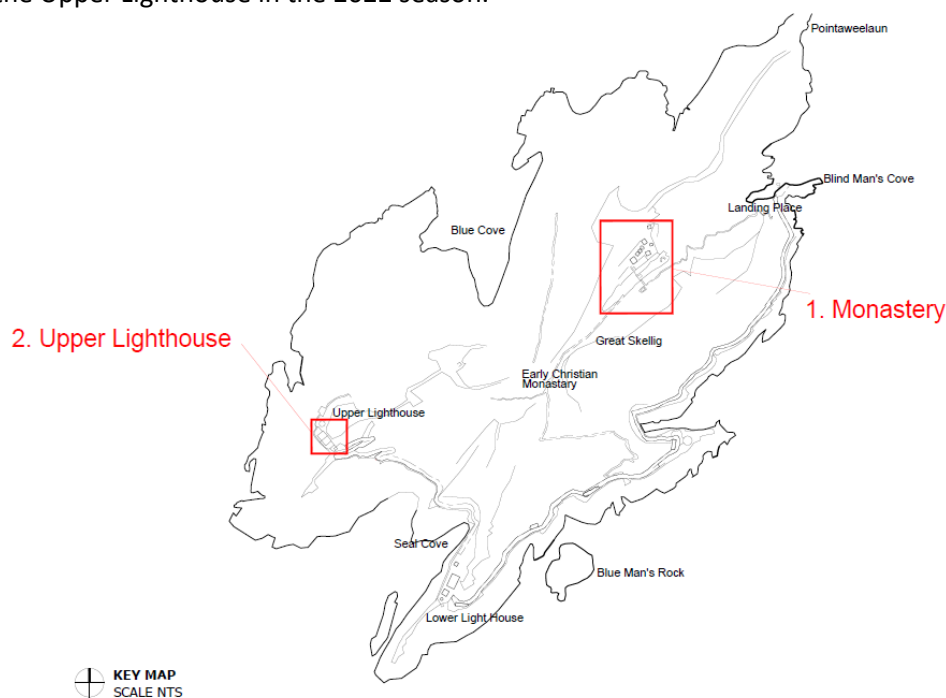 the Upper Lighthouse in the 2022 season.
Pointaweelaun
Blind Man's Cove
Landing Place
Blue Cove
1. Monastery
2. Upper Lighthouse
Great Skellig
Early Christian
Monastary
Upper Lighthouse
Seal Cove
Blue Man's Rock
Lower Light House
KEY MAP
SCALE NTS